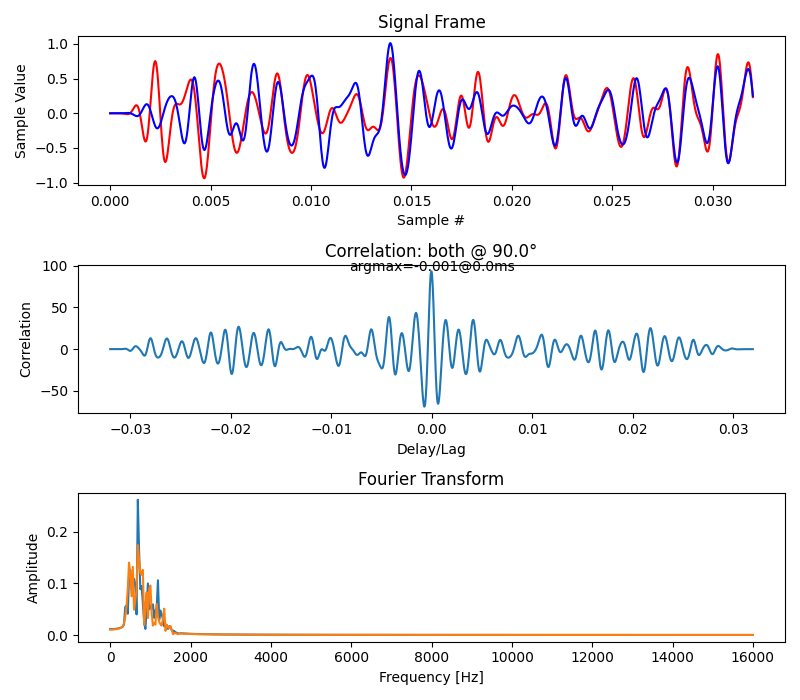 Signal Frame
1.0
0.5
0.0
−0.5
−1.0
Sample Value
0.000 0.005 0.010 0.015 0.020 0.025 0.030
Sample #
Correlation: both @ 90.0°
argmax=-0.001@0.0ms
100
50
0
−50
Correlation
−0.03 −0.02 −0.01 0.00 0.01 0.02 0.03
Delay/Lag
Fourier Transform
0.2
0.1
0.0
Amplitude
0 2000 4000 6000 8000 10000 12000 14000 16000
Frequency [Hz]